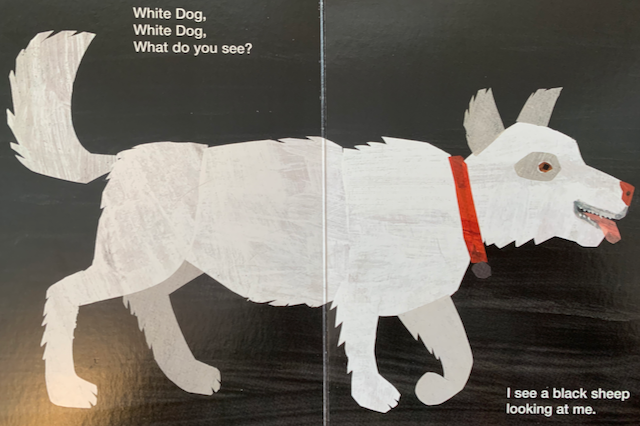 White Dog,
White Dog,
What do you see?
I see a black sheep
looking at me.